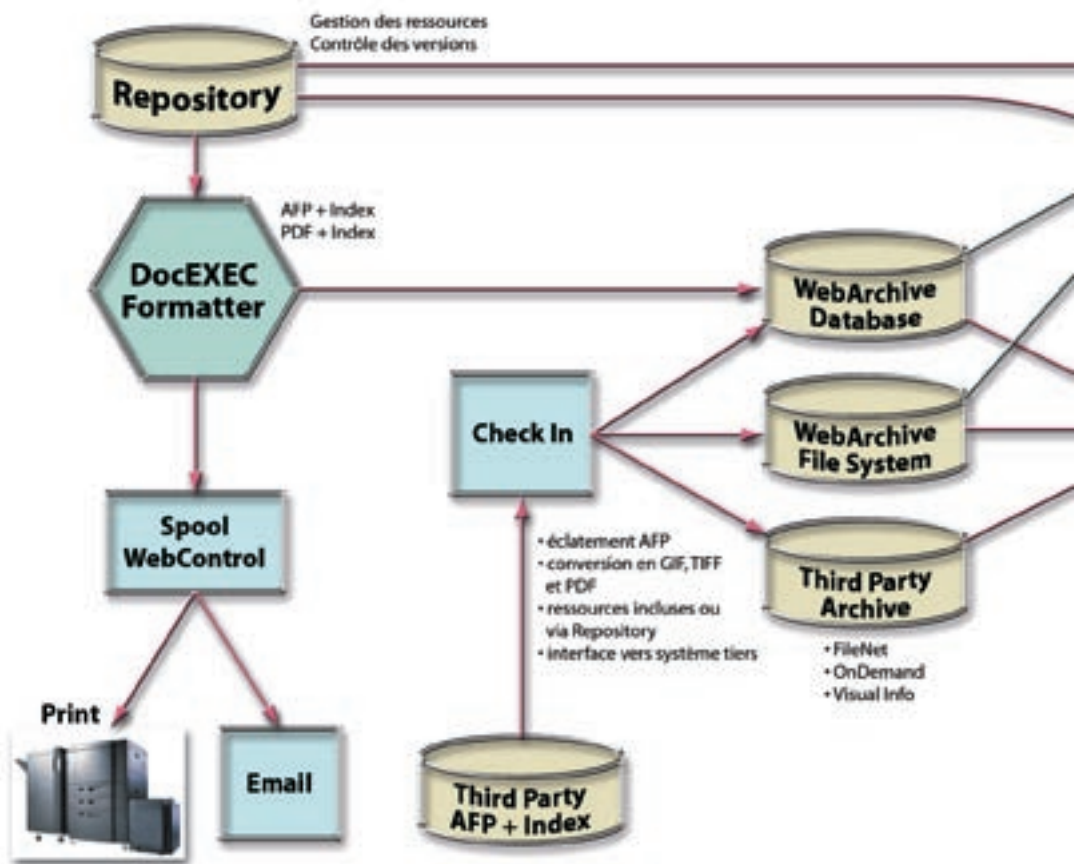 Gestion des ressources
Contrôle des versions
Repository
AFP + Index
PDF + Index
DocEXEC
Formatter
WebArchive
Database
Check In
WebArchive
File System
Spool
WebControl
• éclatement AFP
• conversion en GIF, TIFF
et PDF
• ressources incluses ou
via Repository
• interface vers système tiers
Third Party
Archive
• FileNet
• OnDemand
• Visual Info
Print
Email
Third Party
AFP + Index